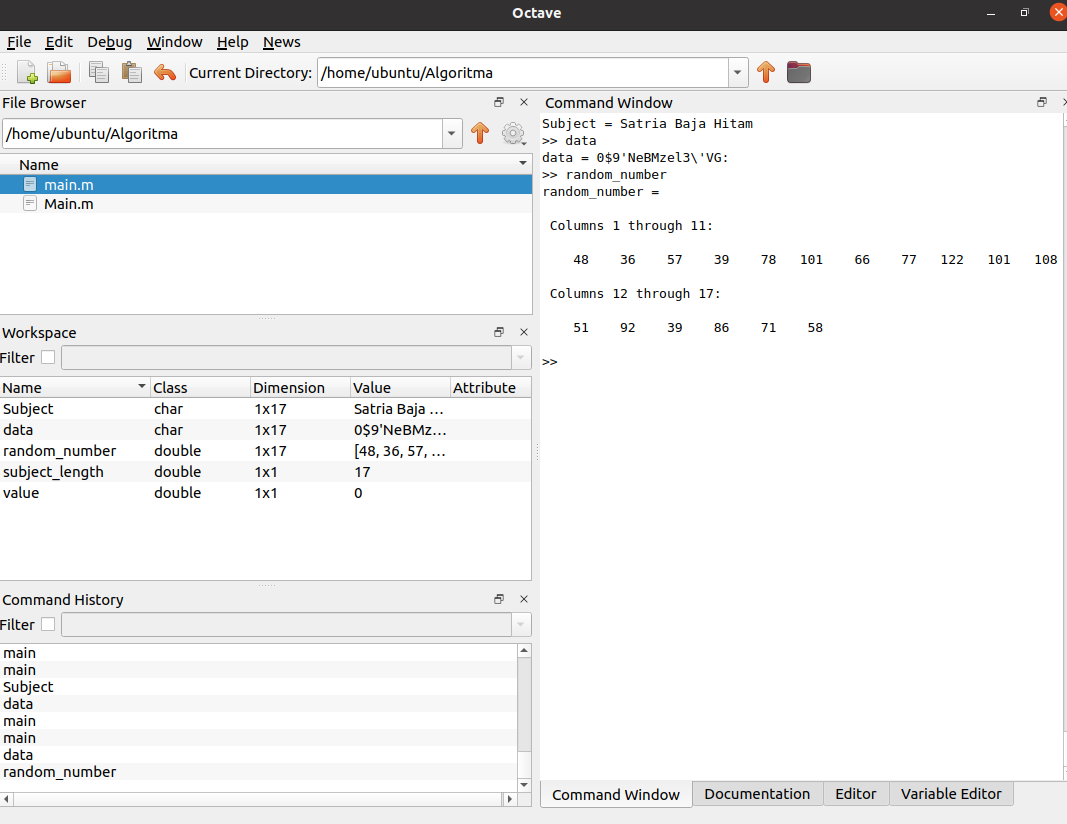 Octave
File Edit Debug Window Help News
Current Directory: /home/ubuntu/Algoritma
File Browser
/home/ubuntu/Algoritma
Name
main.m
Main.m
Workspace
Filter
Name Class Dimension Value Attribute
Subject char 1x17 Satria Baja ...
data char 1x17 0$9'NeBMz...
random_number double 1x17 [48, 36, 57, ...
subject_length double 1x1 17
value double 1x1 0
Command History
Filter
main
main
Subject
data
main
main
data
random_number
Command Window
Subject = Satria Baja Hitam
>> data
data = 0$9'NeBMzel3\'VG:
>> random_number
random_number =
Columns 1 through 11:
48 36 57 39 78 101 66 77 122 101 108
Columns 12 through 17:
51 92 39 86 71 58
>>
Command Window Documentation Editor Variable Editor